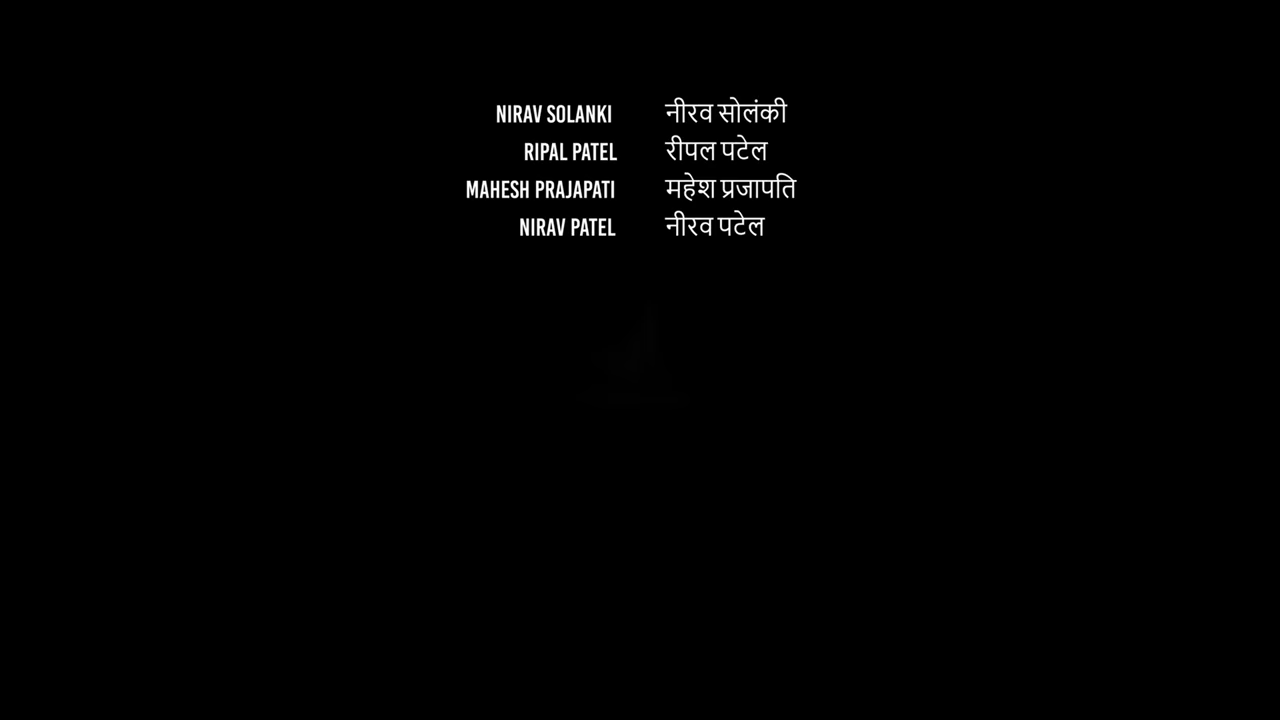 NIRAV SOLANKI नीरव सोलंकी
RIPAL PATEL रीपल पटेल
MAHESH PRAJAPATI महेश प्रजापति
NIRAV PATEL नीरव पटेल